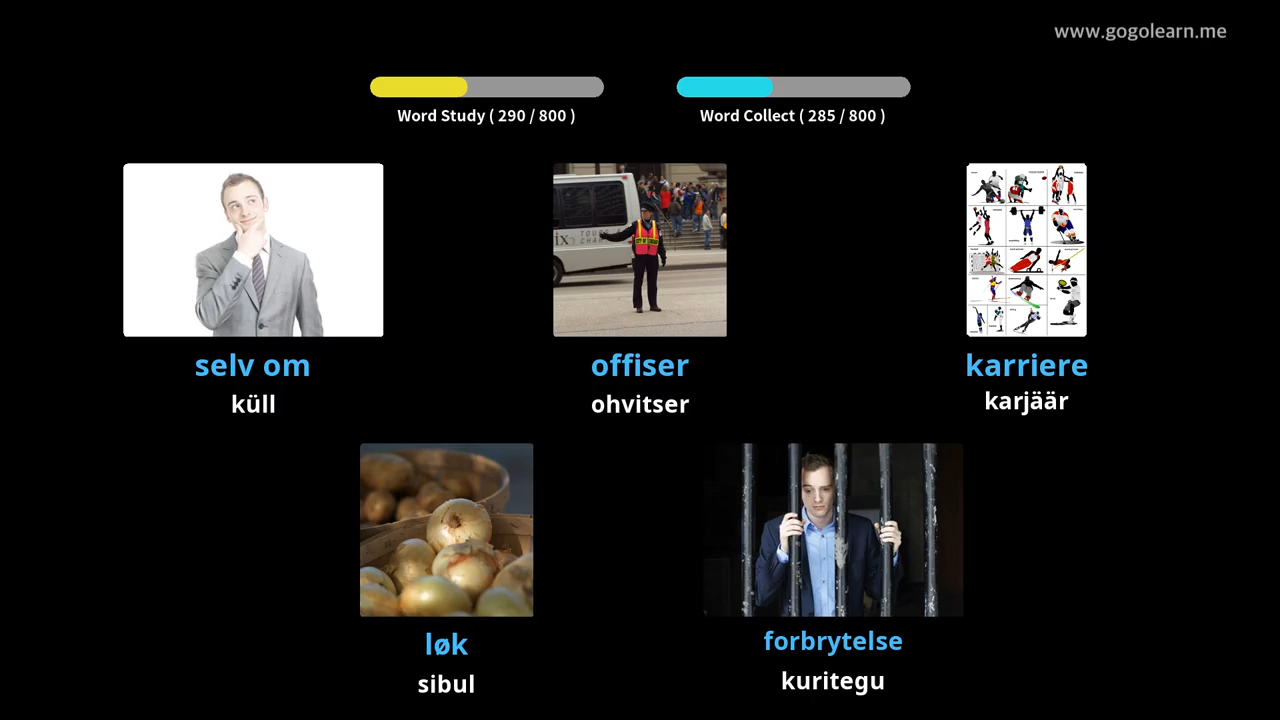 www.gogolearn.me
Word Study ( 290 / 800 )
Word Collect ( 285 / 800 )
selv om
küll
offiser
ohvitser
karriere
karjäär
løk
sibul
forbrytelse
kuritegu